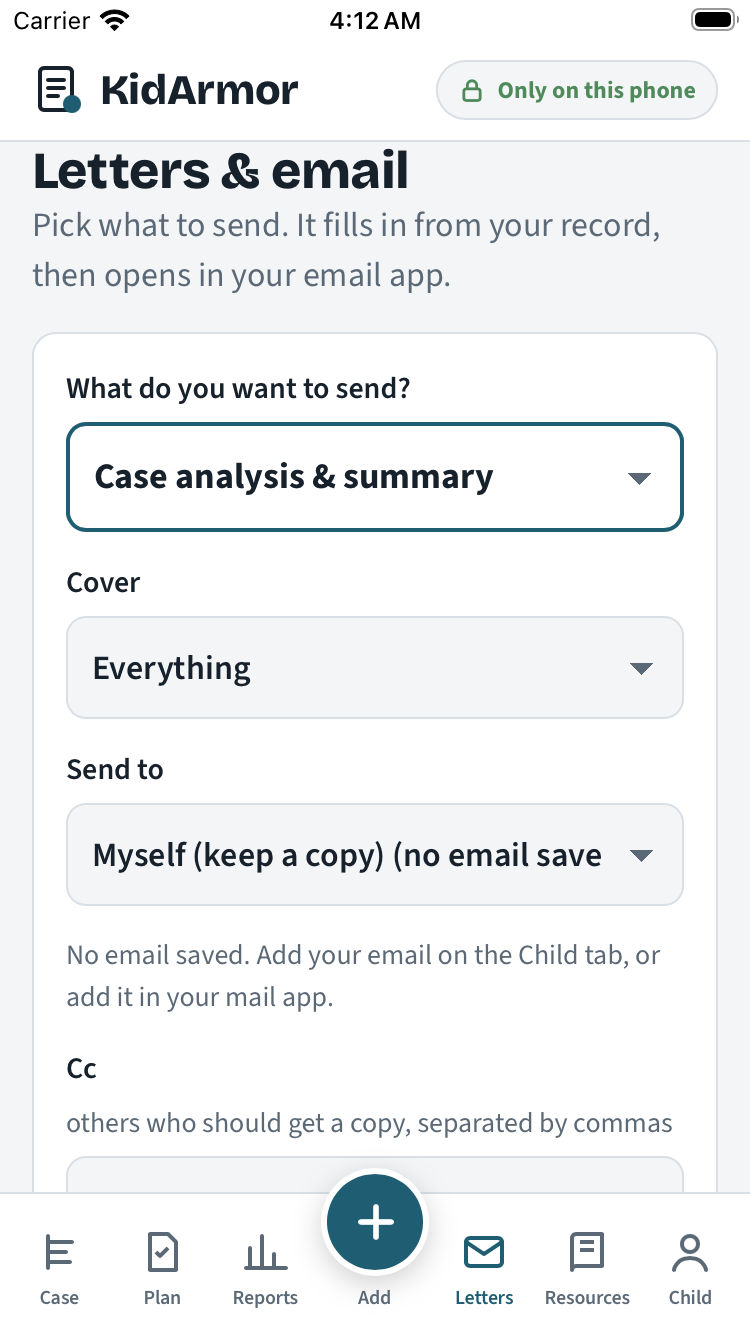 Carrier
4:12 AM
KidArmor
Only on this phone
Letters & email
Pick what to send. It fills in from your record,
then opens in your email app.
What do you want to send?
Case analysis & summary
Cover
Everything
Send to
Myself (keep a copy) (no email save
No email saved. Add your email on the Child tab, or
add it in your mail app.
Cc
others who should get a copy, separated by commas
Case
Plan
Reports
Add
Letters
Resources
Child